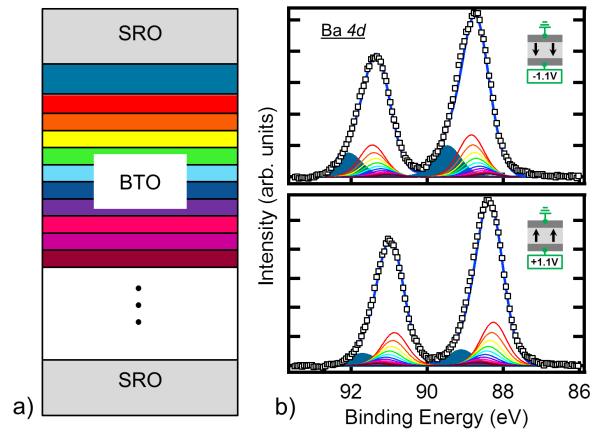 SRO
BTO
SRO
a)
Ba 4d
-1.1V
+1.1V
Intensity (arb. units)
92
90
88
86
Binding Energy (eV)
b)